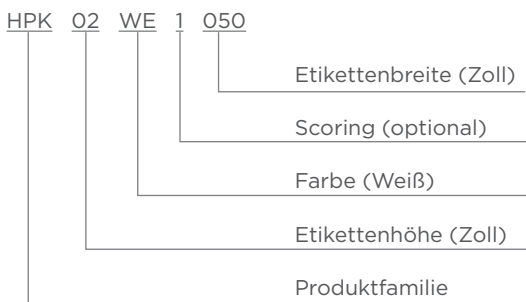 HPK 02 WE 1 050
Etikettenbreite (Zoll)
Scoring (optional)
Farbe (Weiß)
Etikettenhöhe (Zoll)
Produktfamilie